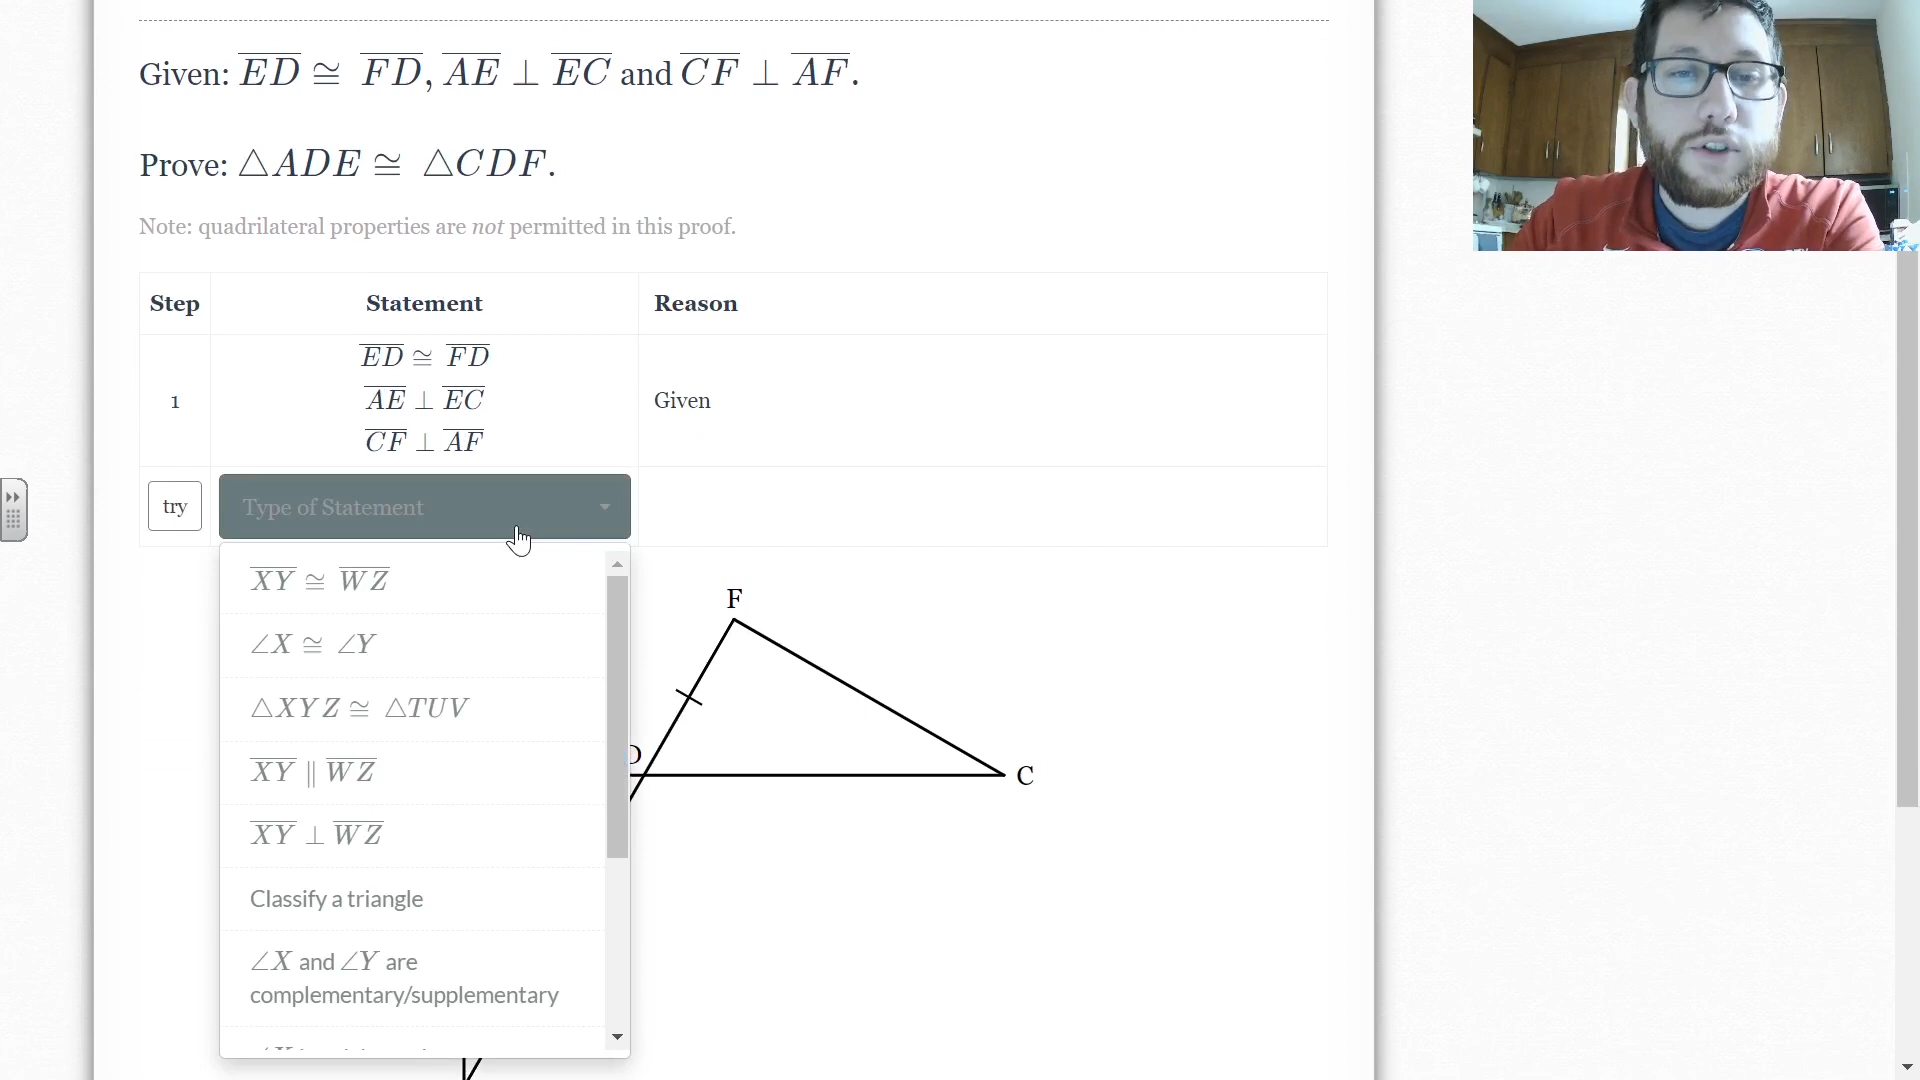 Given: ED ≅ FD, AE ⊥ EC and CF ⊥ AF.
Prove: △ADE ≅ △CDF.
Note: quadrilateral properties are not permitted in this proof.
Step Statement Reason
ED ≅ FD
AE ⊥ EC
1 Given
CF ⊥ AF
try Type of Statement
XY ≅ WZ
∠X ≅ ∠Y
△XYZ ≅ △TUV
XY ∥ WZ
XY ⊥ WZ
Classify a triangle
∠X and ∠Y are
complementary/supplementary
F
D
C